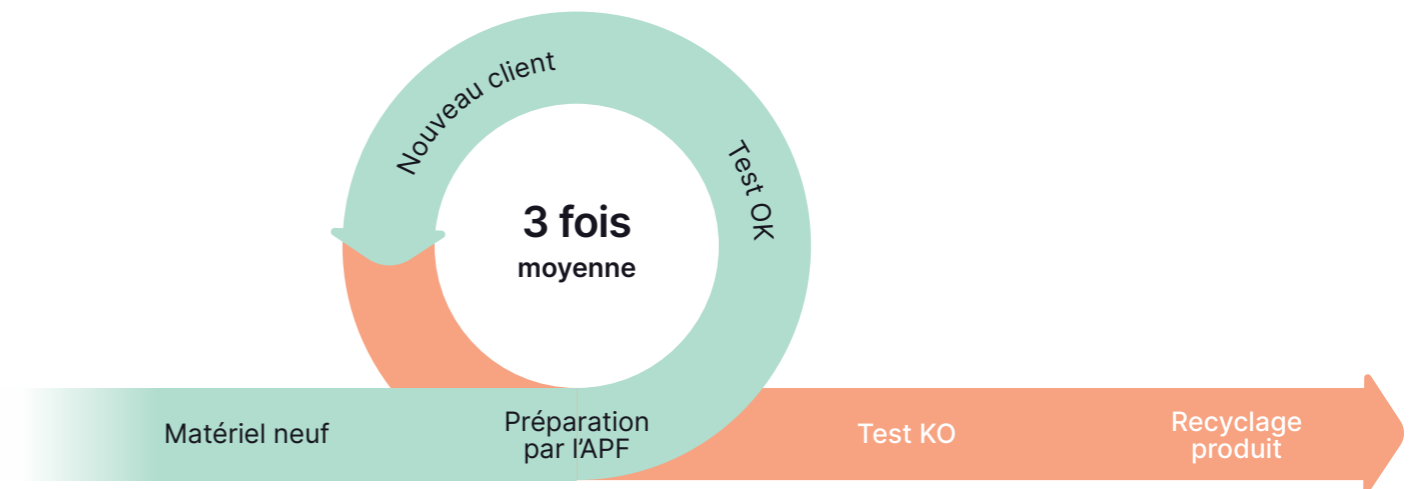 Nouveau client
Test OK
3 fois
moyenne
Matériel neuf
Préparation
par l’APF
Test KO
Recyclage
produit